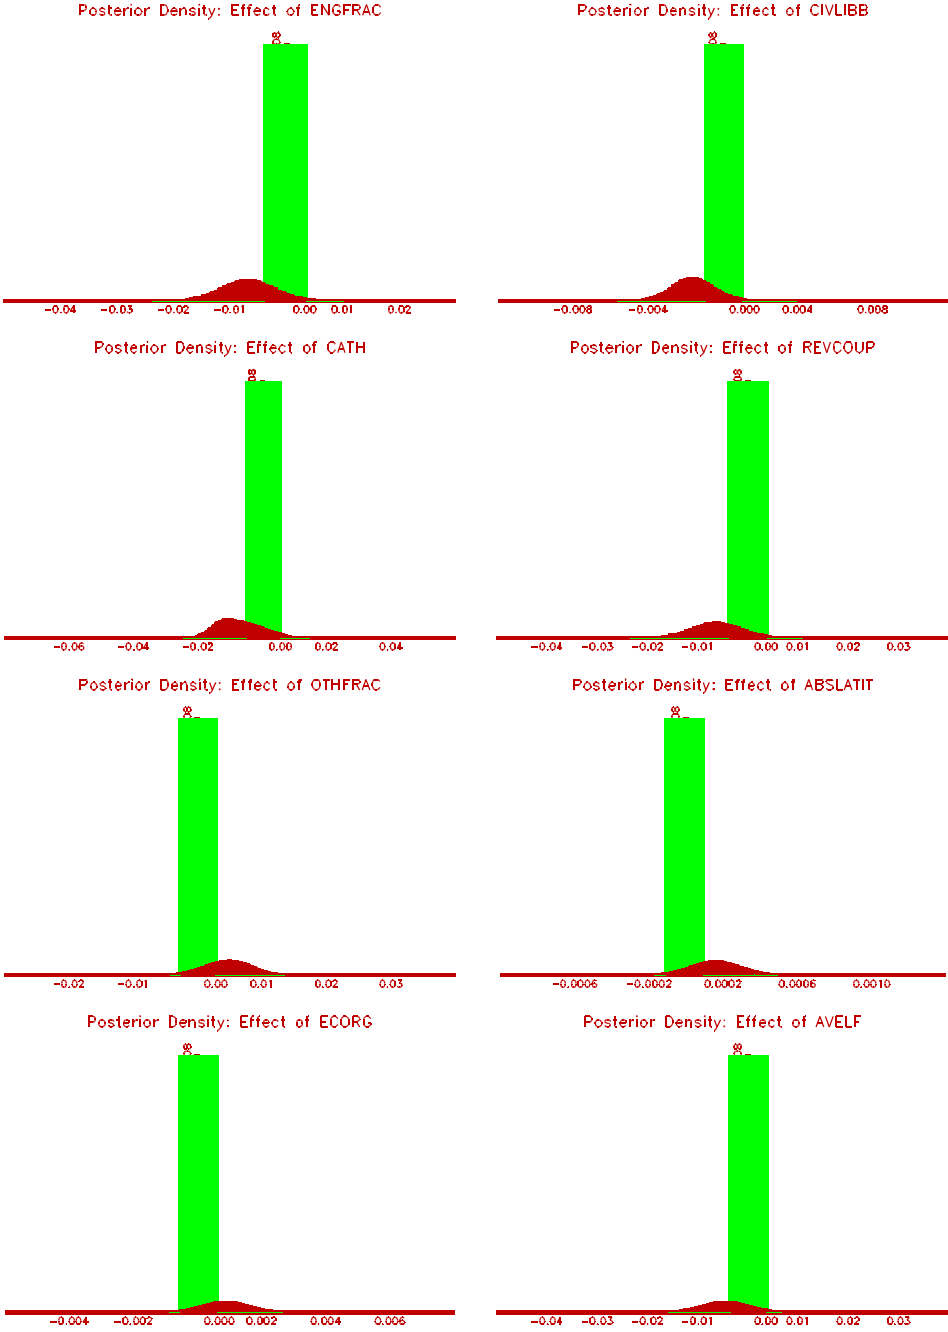 Posterior Density: Effect of ENGFRAC
Posterior Density: Effect of CIVLIBB
-0.04 -0.03 -0.02 -0.01 0.00 0.01 0.02
-0.008 -0.004 0.000 0.004 0.008
Posterior Density: Effect of CATH
Posterior Density: Effect of REVCOUP
-0.06 -0.04 -0.02 0.00 0.02 0.04
-0.04 -0.03 -0.02 -0.01 0.00 0.01 0.02 0.03
Posterior Density: Effect of OTHFRAC
Posterior Density: Effect of ABSLATIT
-0.02 -0.01 0.00 0.01 0.02 0.03
-0.0006 -0.0002 0.0002 0.0006 0.0010
Posterior Density: Effect of ECORG
Posterior Density: Effect of AVELF
-0.004 -0.002 0.000 0.002 0.004 0.006
-0.04 -0.03 -0.02 -0.01 0.00 0.01 0.02 0.03